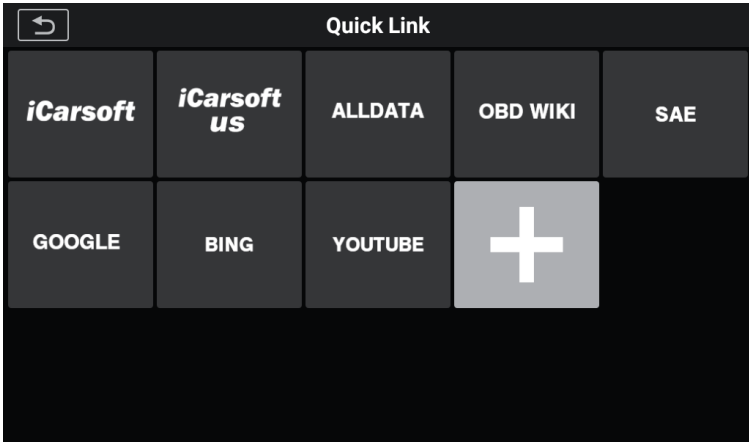 Quick Link
iCarsoft
iCarsoft
us
ALLDATA
OBD WIKI
SAE
GOOGLE
BING
YOUTUBE